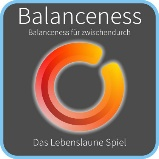 Balanceness
Balanceness für zwischendurch
Das Lebenslaune Spiel